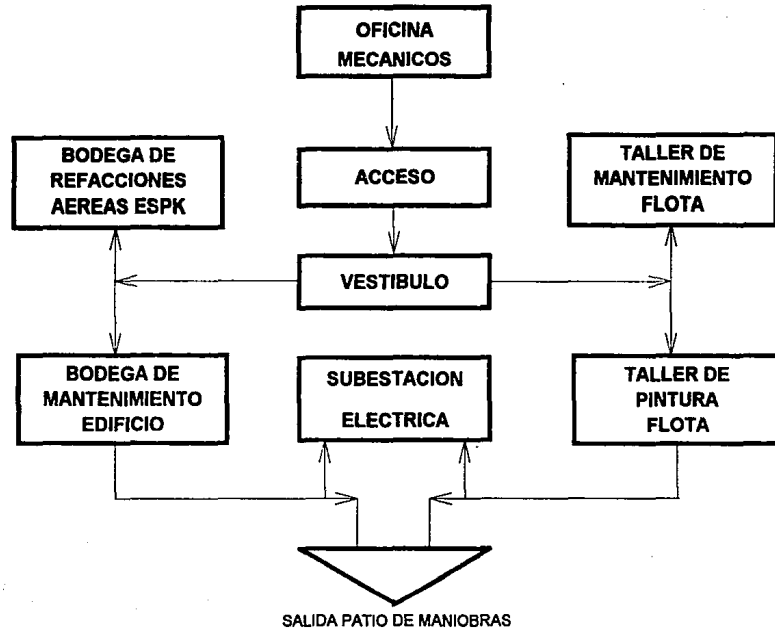 OFICINA
MECANICOS
BODEGA DE
REFACCIONES
AEREAS ESPK
ACCESO
TALLER DE
MANTENIMIENTO
FLOTA
VESTIBULO
BODEGA DE
MANTENIMIENTO
EDIFICIO
SUBESTACION
ELECTRICA
TALLER DE
PINTURA
FLOTA
SALIDA PATIO DE MANIOBRAS